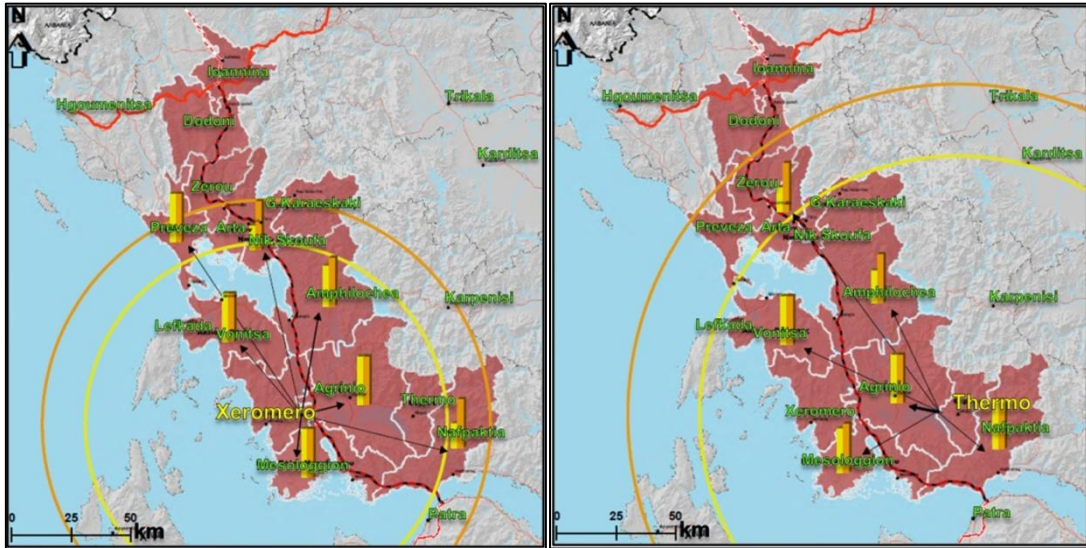 N
Ioannina
Hgoumenitsa
Trikala
Dodoni
Karditsa
Zerou
G.Karaeskaki
Preveza
Arta
Nik Skoufa
Amphilochea
Karpenisi
Lefkada
Vonitsa
Agrinio
Thermo
Xeromero
Nafpaktia
Mesologgion
Patra
0 25 50
km
N
Ioannina
Hgoumenitsa
Trikala
Dodoni
Karditsa
Zerou
G.Karaeskaki
Preveza
Arta
Nik Skoufa
Amphilochea
Karpenisi
Lefkada
Vonitsa
Agrinio
Thermo
Xeromero
Nafpaktia
Mesologgion
Patra
0 25 50
km